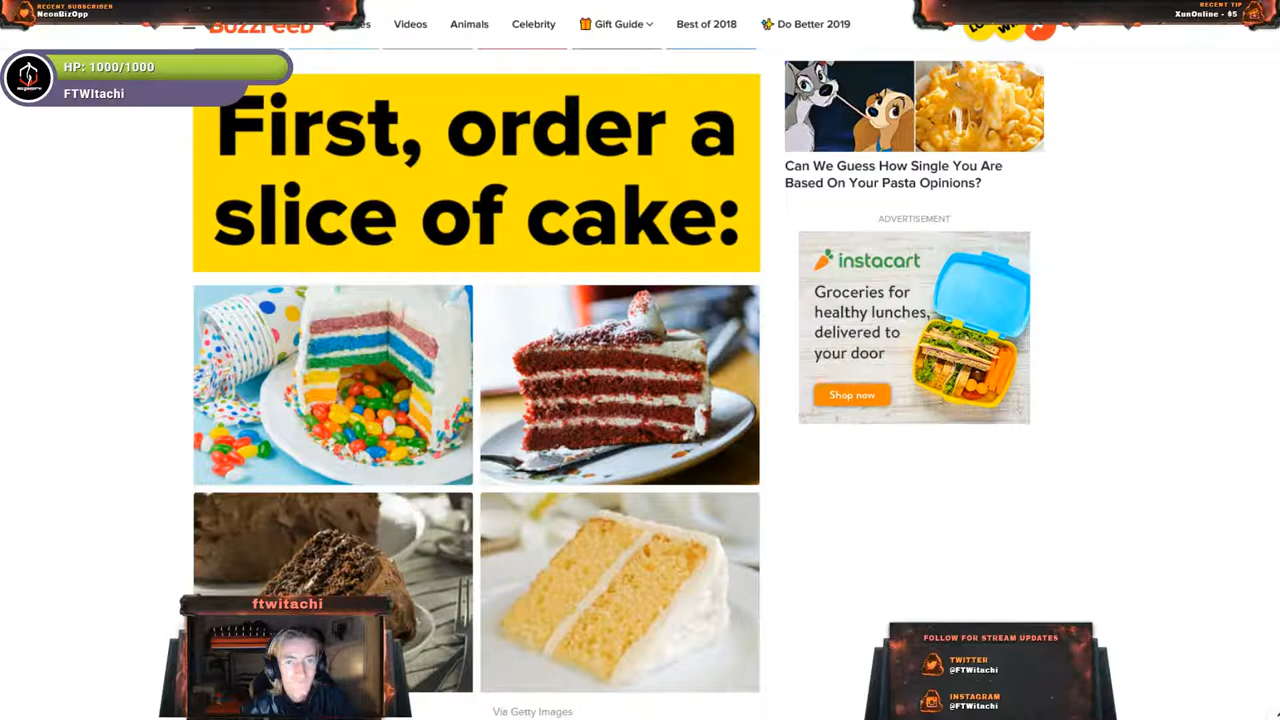 RECENT SUBSCRIBER
NeonBizOpp
RECENT TIP
XunOnline - $5
BuzzFeed
Videos
Animals
Celebrity
Gift Guide
Best of 2018
Do Better 2019
HP: 1000/1000
FTWItachi
First, order a
slice of cake:
Can We Guess How Single You Are
Based On Your Pasta Opinions?
ADVERTISEMENT
instacart
Groceries for
healthy lunches,
delivered to
your door
Shop now
ftwitachi
Via Getty Images
FOLLOW FOR STREAM UPDATES
TWITTER
@FTWitachi
INSTAGRAM
@FTWitachi